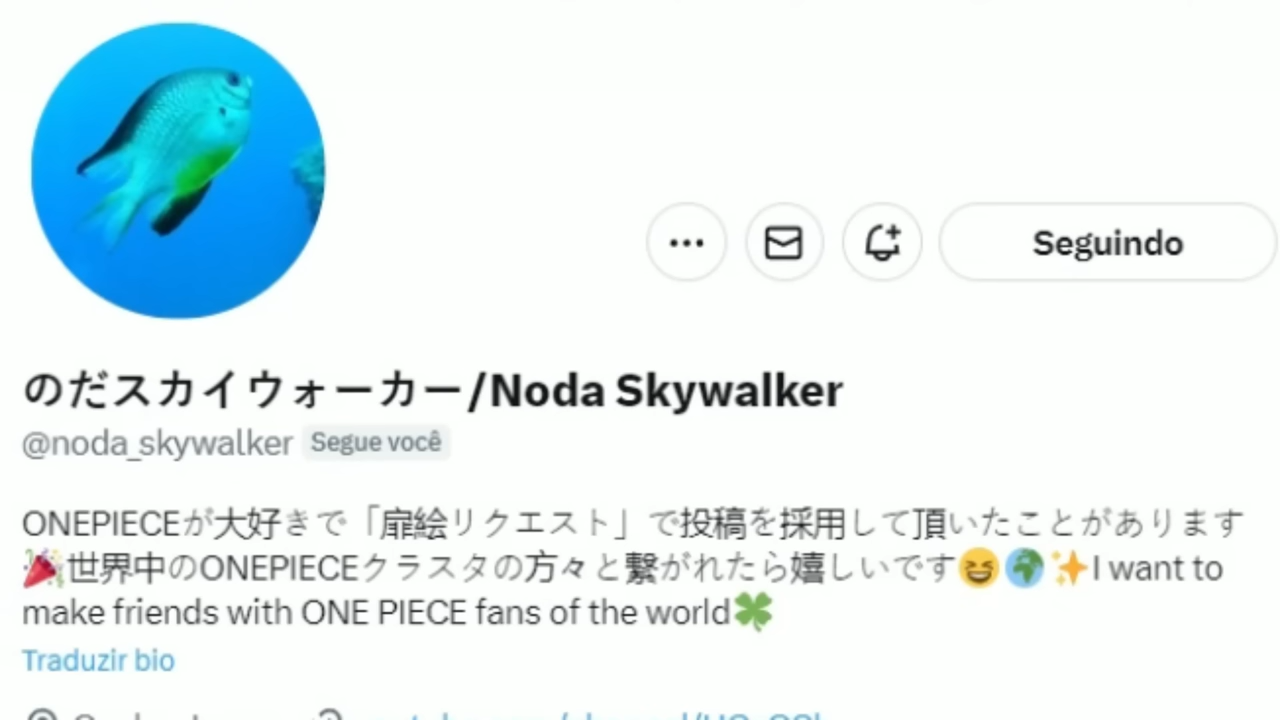 Seguindo
のだスカイウォーカー/Noda Skywalker
@noda_skywalker Segue você
ONEPIECEが大好きで「扉絵リクエスト」で投稿を採用して頂いたことがあります
🎉世界中のONEPIECEクラスタの方々と繋がれたら嬉しいです😆🌍✨I want to
make friends with ONE PIECE fans of the world🍀
Traduzir bio